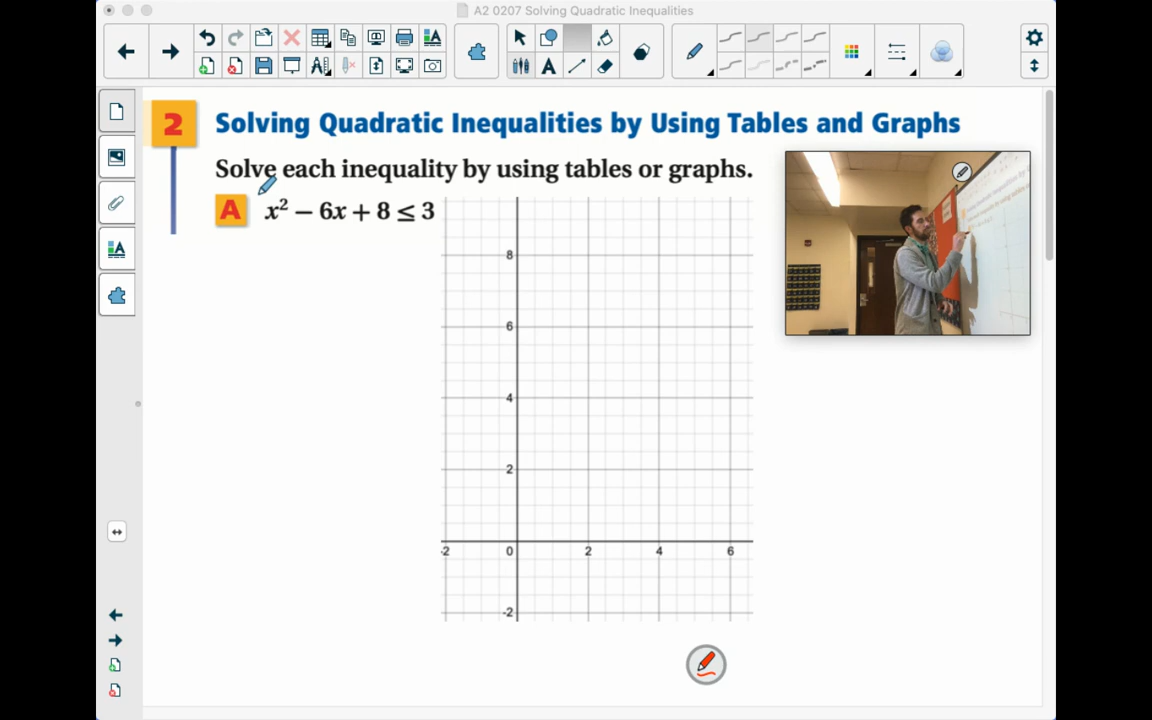 A2 0207 Solving Quadratic Inequalities
2 Solving Quadratic Inequalities by Using Tables and Graphs
Solve each inequality by using tables or graphs.
A x² − 6x + 8 ≤ 3
8
6
4
2
-2 0 2 4 6
-2